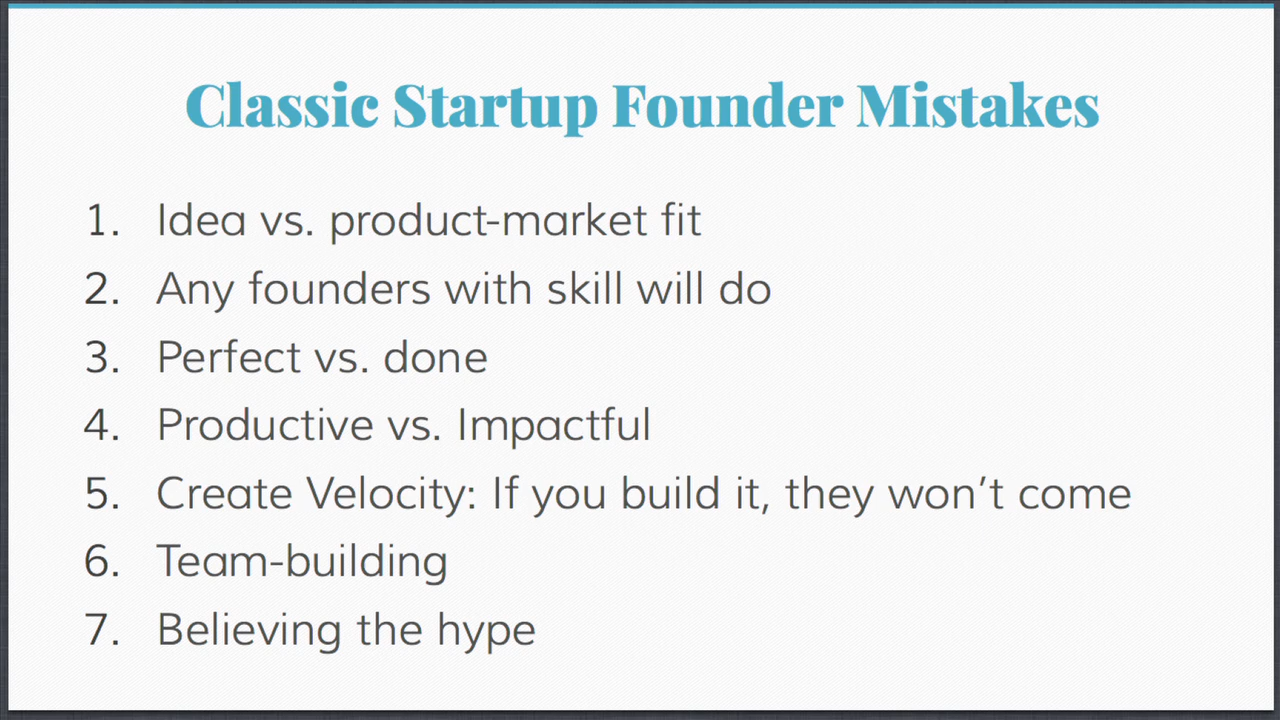 Classic Startup Founder Mistakes
1. Idea vs. product-market fit
2. Any founders with skill will do
3. Perfect vs. done
4. Productive vs. Impactful
5. Create Velocity: If you build it, they won’t come
6. Team-building
7. Believing the hype